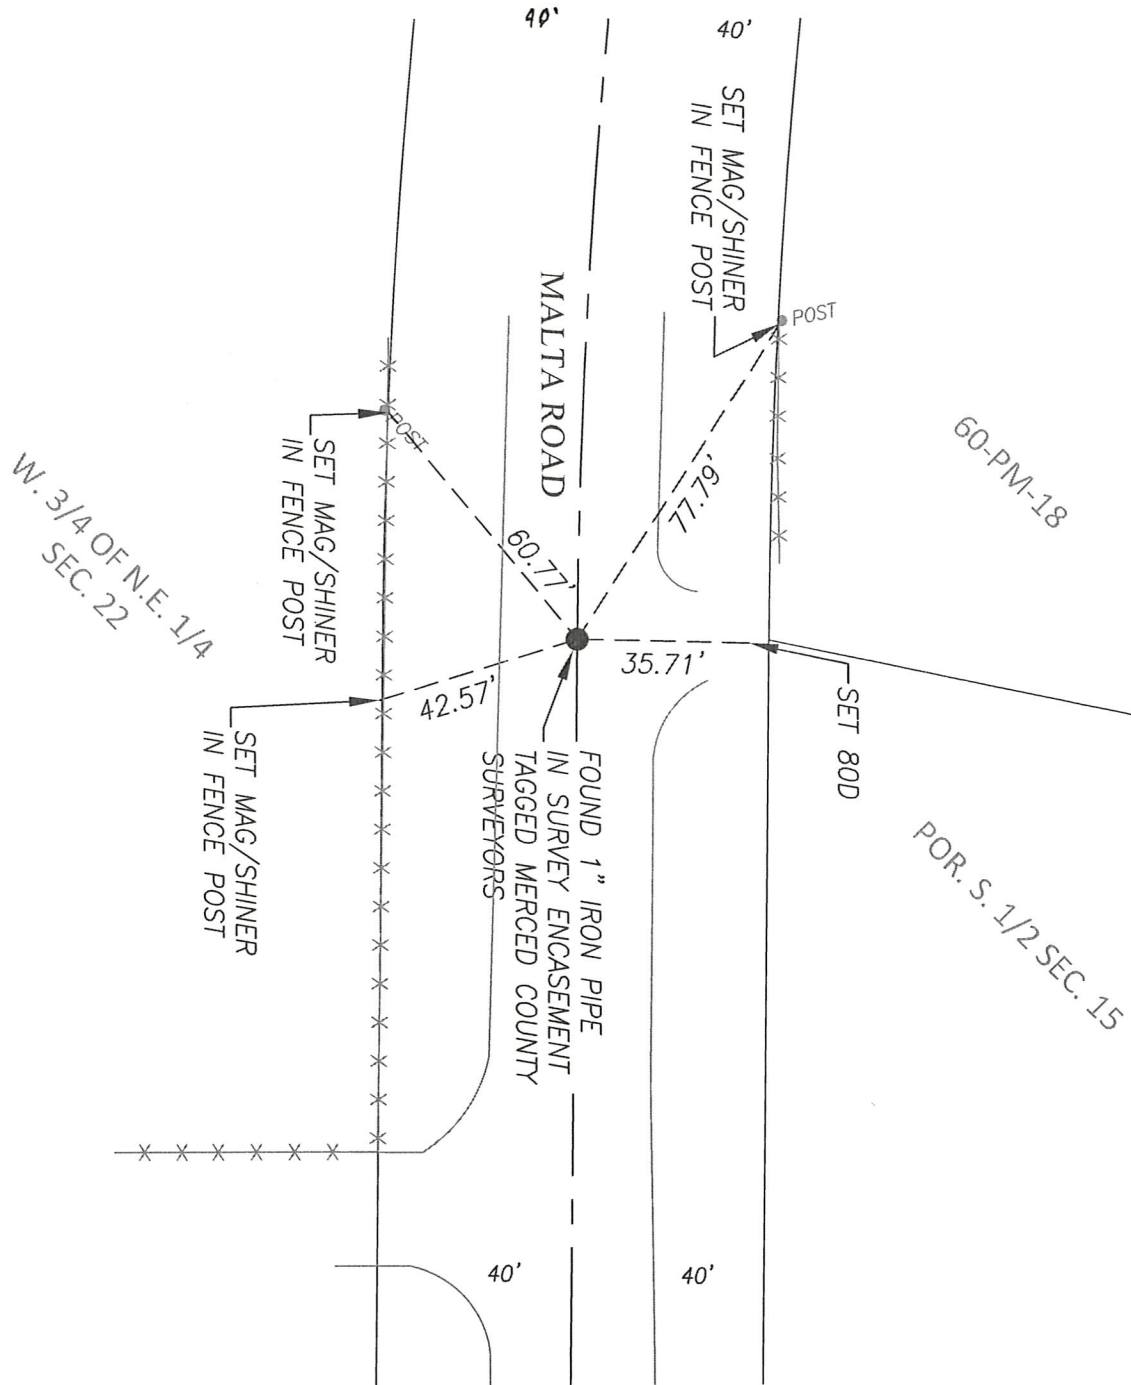 40'
40'
SET MAG/SHINER
IN FENCE POST
MALTA ROAD
POST
POST
60-PM-18
77.79'
SET MAG/SHINER
IN FENCE POST
W. 3/4 OF N.E. 1/4
SEC. 22
60.77'
35.71'
42.57'
SET 80D
SET MAG/SHINER
IN FENCE POST
FOUND 1" IRON PIPE
IN SURVEY ENCASEMENT
TAGGED MERCED COUNTY
SURVEYORS
POR. S. 1/2 SEC. 15
40'
40'